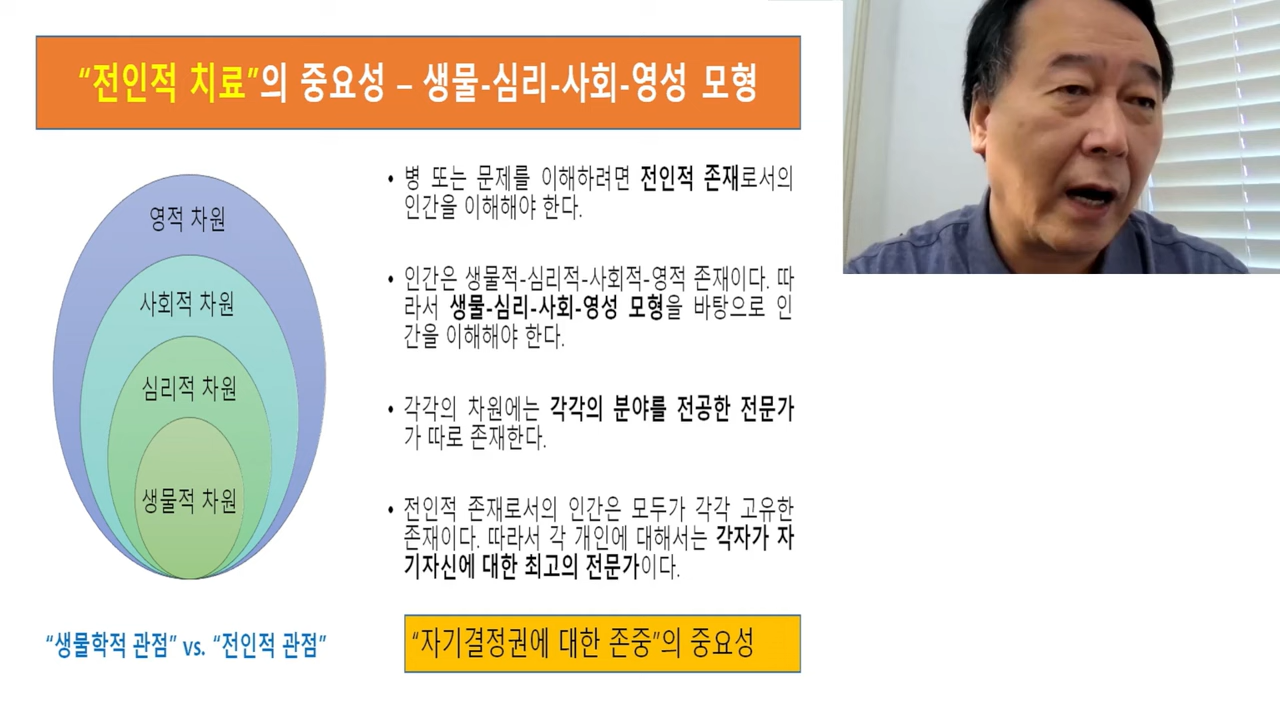 “전인적 치료”의 중요성 – 생물-심리-사회-영성 모형
영적 차원
사회적 차원
심리적 차원
생물적 차원
“생물학적 관점” vs. “전인적 관점”
• 병 또는 문제를 이해하려면 전인적 존재로서의
인간을 이해해야 한다.
• 인간은 생물적-심리적-사회적-영적 존재이다. 따
라서 생물-심리-사회-영성 모형을 바탕으로 인
간을 이해해야 한다.
• 각각의 차원에는 각각의 분야를 전공한 전문가
가 따로 존재한다.
• 전인적 존재로서의 인간은 모두가 각각 고유한
존재이다. 따라서 각 개인에 대해서는 각자가 자
기자신에 대한 최고의 전문가이다.
“자기결정권에 대한 존중”의 중요성